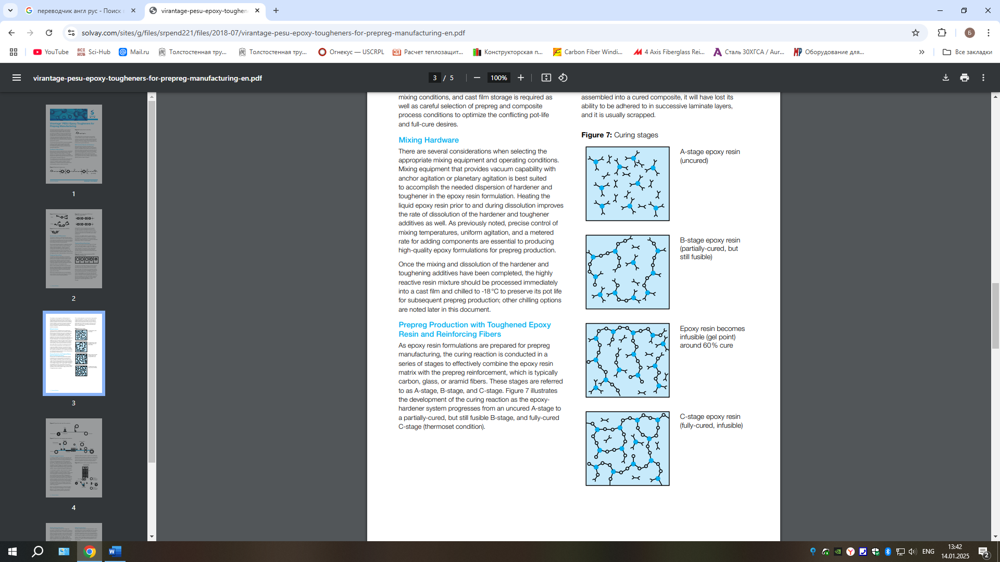 переводчик англ рус - Поиск
virantage-pesu-epoxy-toughen
solvay.com/sites/g/files/srpend221/files/2018-07/virantage-pesu-epoxy-tougheners-for-prepreg-manufacturing-en.pdf
Б
YouTube
SCI HUB
Sci-Hub
Mail.ru
Толстостенная тру...
Толстостенная тру...
Огнекус — USCRPL
Расчет теплозащит...
Конструкторская п...
Carbon Fiber Windi...
4 Axis Fiberglass Rei...
Сталь 30ХГСА / Aur...
Оборудование для...
Все закладки
virantage-pesu-epoxy-tougheners-for-prepreg-manufacturing-en.pdf
3 / 5
100%
1
2
3
4
mixing conditions, and cast film storage is required as
well as careful selection of prepreg and composite
process conditions to optimize the conflicting pot-life
and full-cure desires.
Mixing Hardware
There are several considerations when selecting the
appropriate mixing equipment and operating conditions.
Mixing equipment that provides vacuum capability with
anchor agitation or planetary agitation is best suited
to accomplish the needed dispersion of hardener and
toughener in the epoxy resin formulation. Heating the
liquid epoxy resin prior to and during dissolution improves
the rate of dissolution of the hardener and toughener
additives as well. As previously noted, precise control of
mixing temperatures, uniform agitation, and a metered
rate for adding components are essential to producing
high-quality epoxy formulations for prepreg production.
Once the mixing and dissolution of the hardener and
toughening additives have been completed, the highly
reactive resin mixture should be processed immediately
into a cast film and chilled to -18 °C to preserve its pot life
for subsequent prepreg production; other chilling options
are noted later in this document.
Prepreg Production with Toughened Epoxy
Resin and Reinforcing Fibers
As epoxy resin formulations are prepared for prepreg
manufacturing, the curing reaction is conducted in a
series of stages to effectively combine the epoxy resin
matrix with the prepreg reinforcement, which is typically
carbon, glass, or aramid fibers. These stages are referred
to as A-stage, B-stage, and C-stage. Figure 7 illustrates
the development of the curing reaction as the epoxy-
hardener system progresses from an uncured A-stage to
a partially-cured, but still fusible B-stage, and fully-cured
C-stage (thermoset condition).
assembled into a cured composite, it will have lost its
ability to be adhered to in successive laminate layers,
and it is usually scrapped.
Figure 7: Curing stages
A-stage epoxy resin
(uncured)
B-stage epoxy resin
(partially-cured, but
still fusible)
Epoxy resin becomes
infusible (gel point)
around 60% cure
C-stage epoxy resin
(fully-cured, infusible)
ENG
13:42
14.01.2025
2